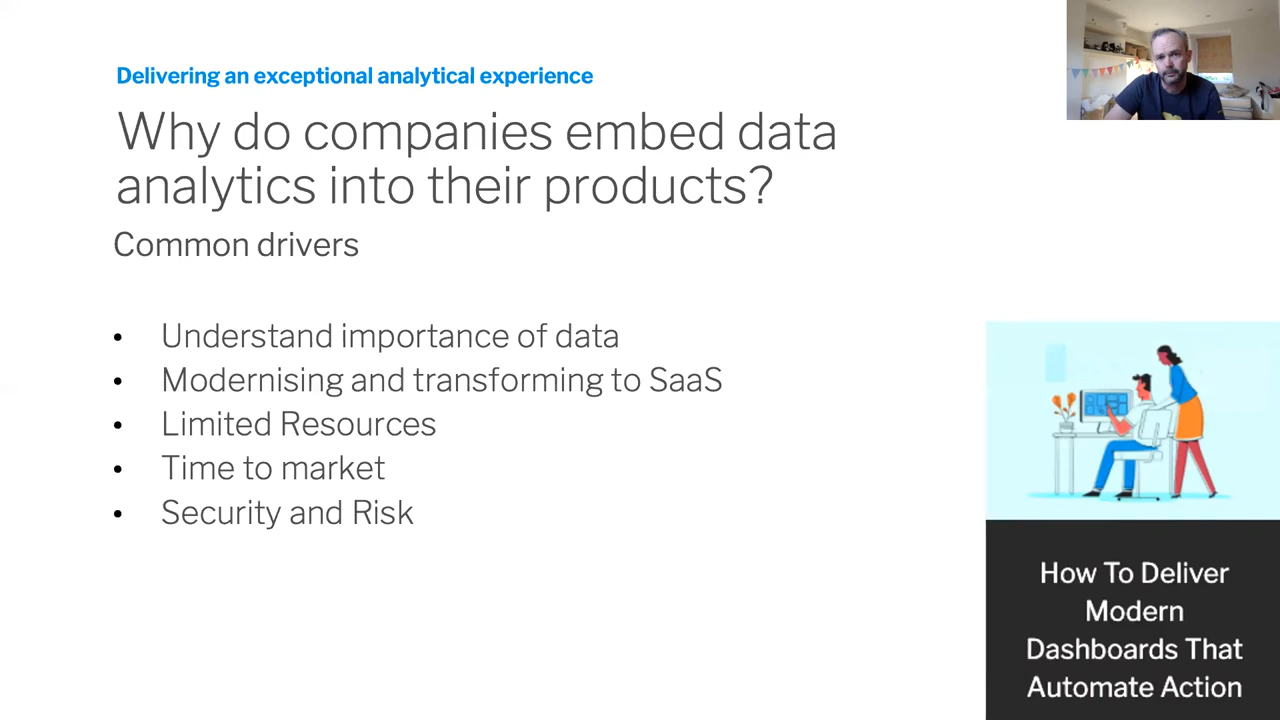 Delivering an exceptional analytical experience
Why do companies embed data
analytics into their products?
Common drivers
• Understand importance of data
• Modernising and transforming to SaaS
• Limited Resources
• Time to market
• Security and Risk
How To Deliver
Modern
Dashboards That
Automate Action